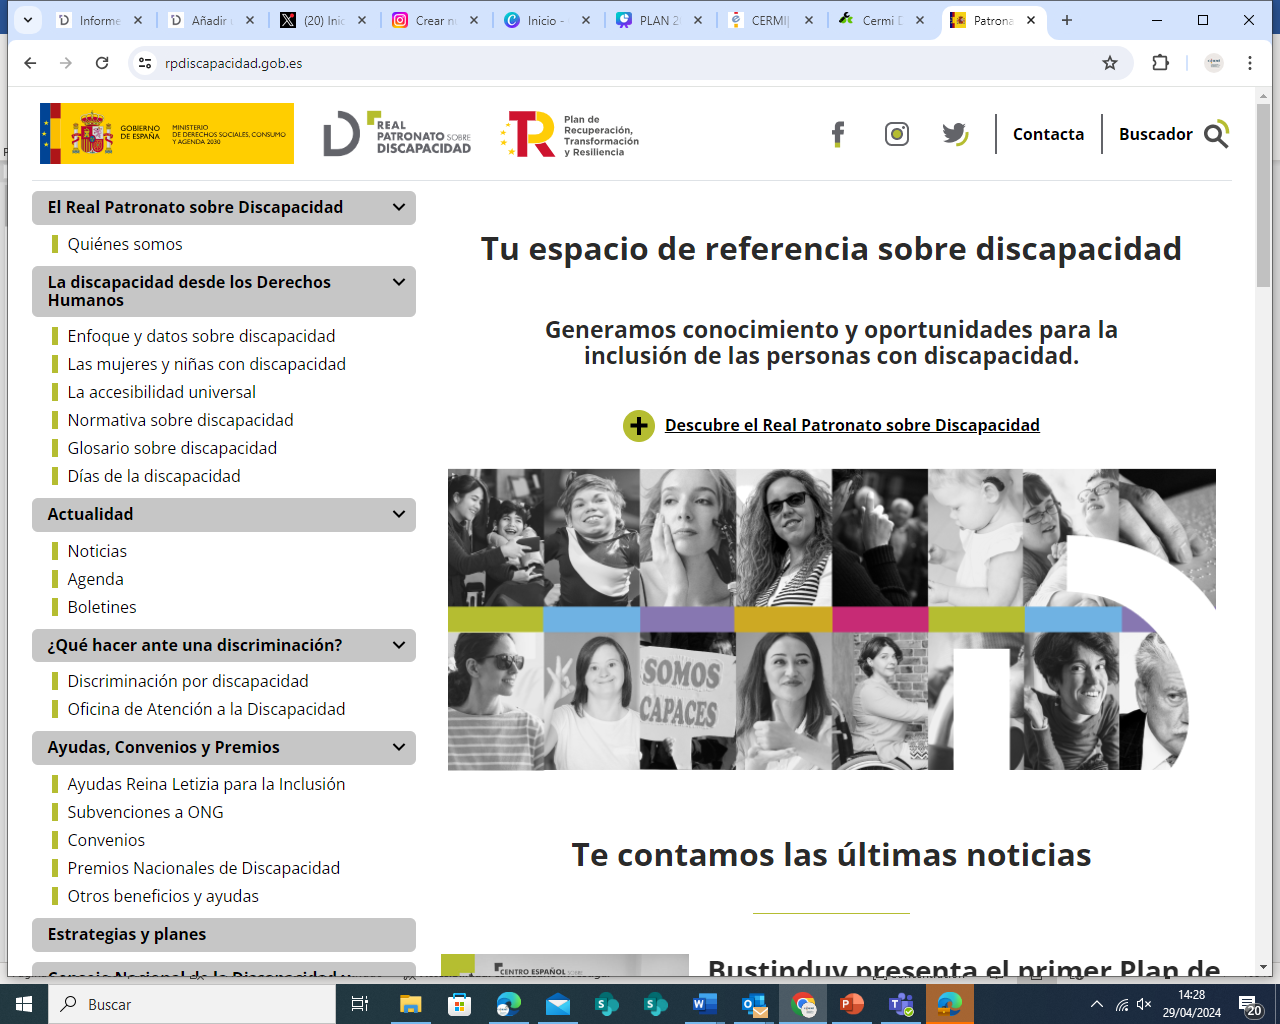 Informe
Añadir
(20) Inic
Crear nu
Inicio -
PLAN 2
CERMI|
Cermi D
Patrona
rpdiscapacidad.gob.es
GOBIERNO
DE ESPAÑA
MINISTERIO
DE DERECHOS SOCIALES, CONSUMO
Y AGENDA 2030
REAL
PATRONATO SOBRE
DISCAPACIDAD
Plan de
Recuperación,
Transformación
y Resiliencia
Contacta
Buscador
El Real Patronato sobre Discapacidad
Quiénes somos
La discapacidad desde los Derechos
Humanos
Enfoque y datos sobre discapacidad
Las mujeres y niñas con discapacidad
La accesibilidad universal
Normativa sobre discapacidad
Glosario sobre discapacidad
Días de la discapacidad
Actualidad
Noticias
Agenda
Boletines
¿Qué hacer ante una discriminación?
Discriminación por discapacidad
Oficina de Atención a la Discapacidad
Ayudas, Convenios y Premios
Ayudas Reina Letizia para la Inclusión
Subvenciones a ONG
Convenios
Premios Nacionales de Discapacidad
Otros beneficios y ayudas
Estrategias y planes
Consejo Nacional de la Discapacidad y
Tu espacio de referencia sobre discapacidad
Generamos conocimiento y oportunidades para la
inclusión de las personas con discapacidad.
Descubre el Real Patronato sobre Discapacidad
SOMOS
CAPACES
Te contamos las últimas noticias
CENTRO ESPAÑOL
Bustinduy presenta el primer Plan de
Buscar
14:28
29/04/2024
20